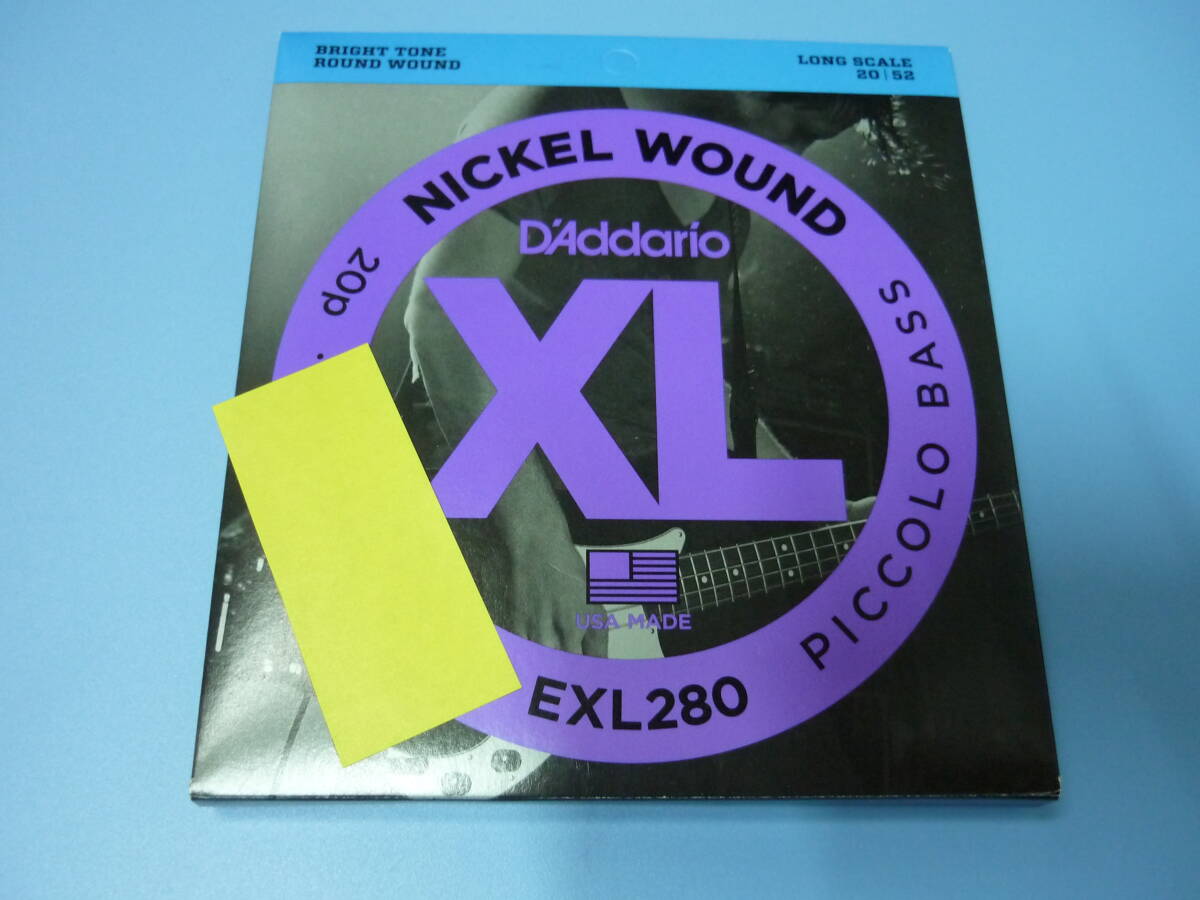 BRIGHT TONE
ROUND WOUND
LONG SCALE
20 | 52
NICKEL WOUND
20p
D'Addario
XL
USA MADE
EXL280
PICCOLO BASS